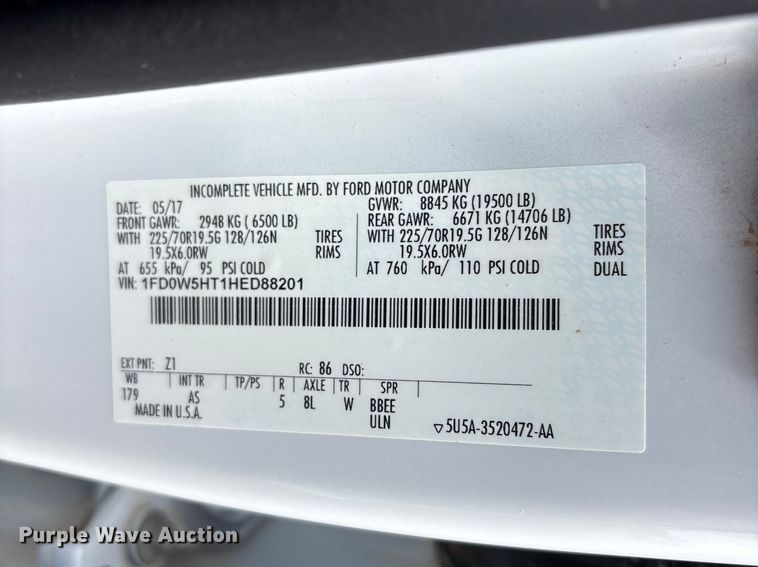 INCOMPLETE VEHICLE MFD. BY FORD MOTOR COMPANY
DATE: 05/17 GVWR: 8845 KG (19500 LB)
FRONT GAWR: 2948 KG ( 6500 LB) REAR GAWR: 6671 KG (14706 LB)
WITH 225/70R19.5G 128/126N TIRES WITH 225/70R19.5G 128/126N TIRES
19.5X6.0RW RIMS 19.5X6.0RW RIMS
AT 655 kPa/ 95 PSI COLD AT 760 kPa/ 110 PSI COLD DUAL
VIN: 1FD0W5HT1HED88201
EXT PNT: Z1 RC: 86 DSO:
WB INT TR TP/PS R AXLE TR SPR
179 AS 5 8L W BBEE
MADE IN U.S.A. ULN ▽5U5A-3520472-AA
Purple Wave Auction®